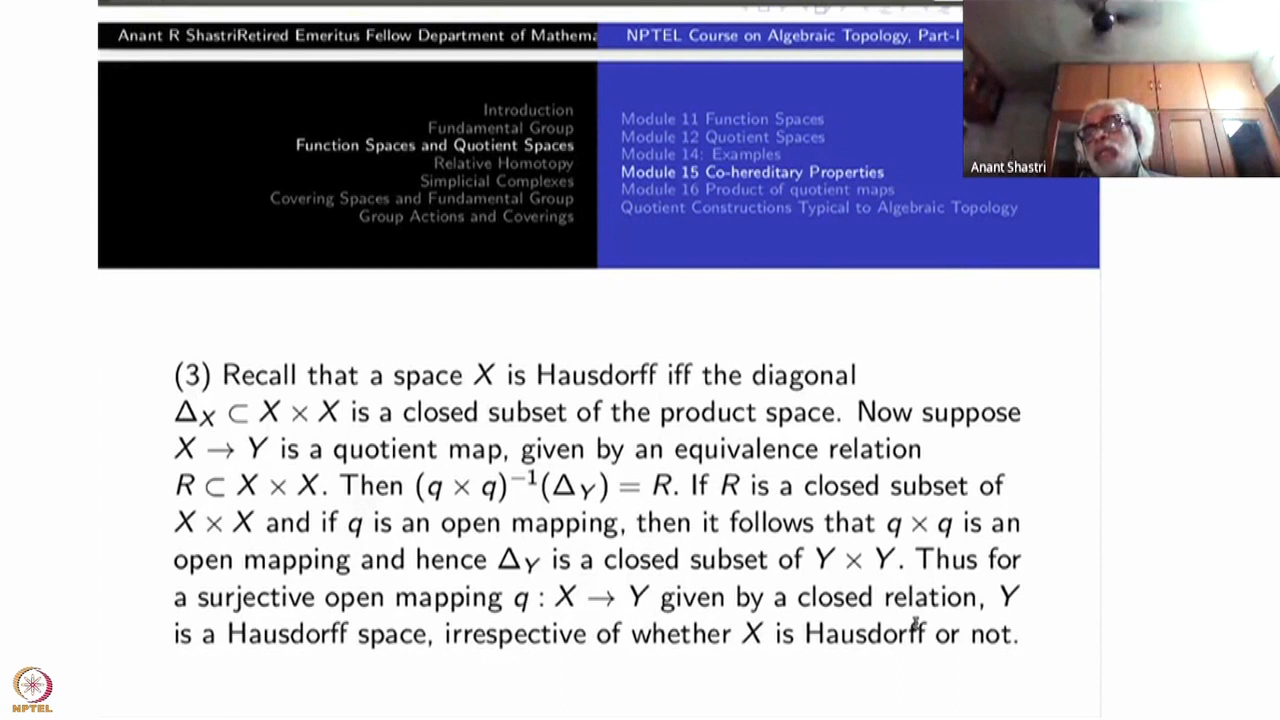 Anant R ShastriRetired Emeritus Fellow Department of Mathema
NPTEL Course on Algebraic Topology, Part-I
Introduction
Fundamental Group
Function Spaces and Quotient Spaces
Relative Homotopy
Simplicial Complexes
Covering Spaces and Fundamental Group
Group Actions and Coverings
Module 11 Function Spaces
Module 12 Quotient Spaces
Module 14: Examples
Module 15 Co-hereditary Properties
Module 16 Product of quotient maps
Quotient Constructions Typical to Algebraic Topology
Anant Shastri
(3) Recall that a space X is Hausdorff iff the diagonal
Δ_X ⊂ X × X is a closed subset of the product space. Now suppose
X → Y is a quotient map, given by an equivalence relation
R ⊂ X × X. Then (q × q)⁻¹(Δ_Y) = R. If R is a closed subset of
X × X and if q is an open mapping, then it follows that q × q is an
open mapping and hence Δ_Y is a closed subset of Y × Y. Thus for
a surjective open mapping q : X → Y given by a closed relation, Y
is a Hausdorff space, irrespective of whether X is Hausdorff or not.
NPTEL